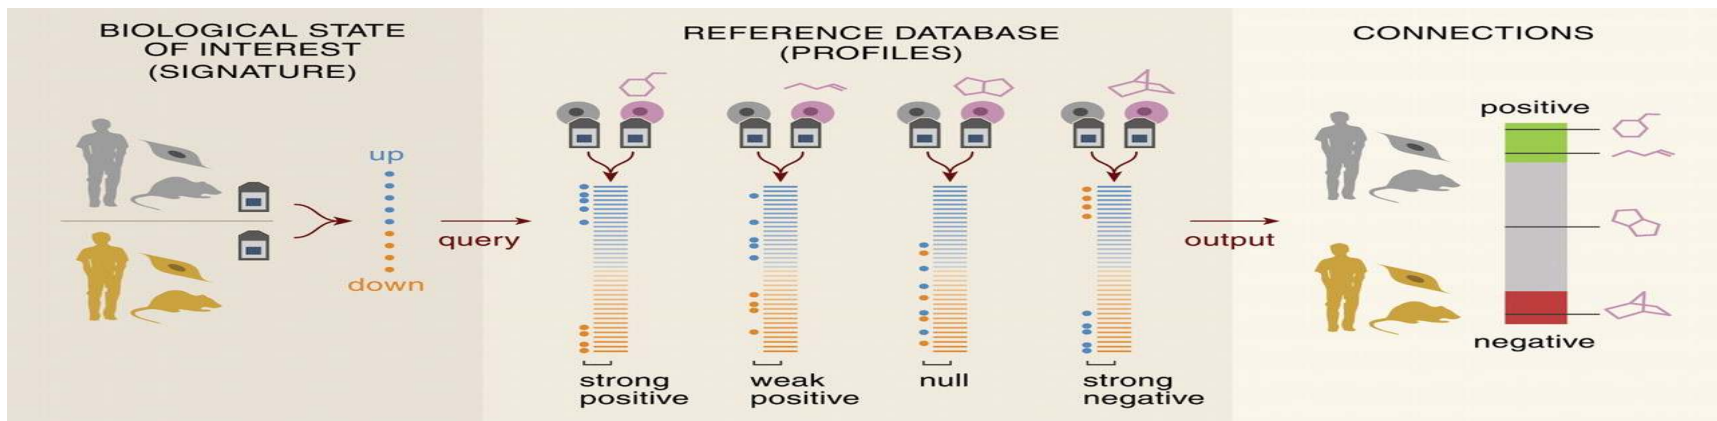 BIOLOGICAL STATE
OF INTEREST
(SIGNATURE)
up
down
query
REFERENCE DATABASE
(PROFILES)
strong
positive
weak
positive
null
strong
negative
output
CONNECTIONS
positive
negative